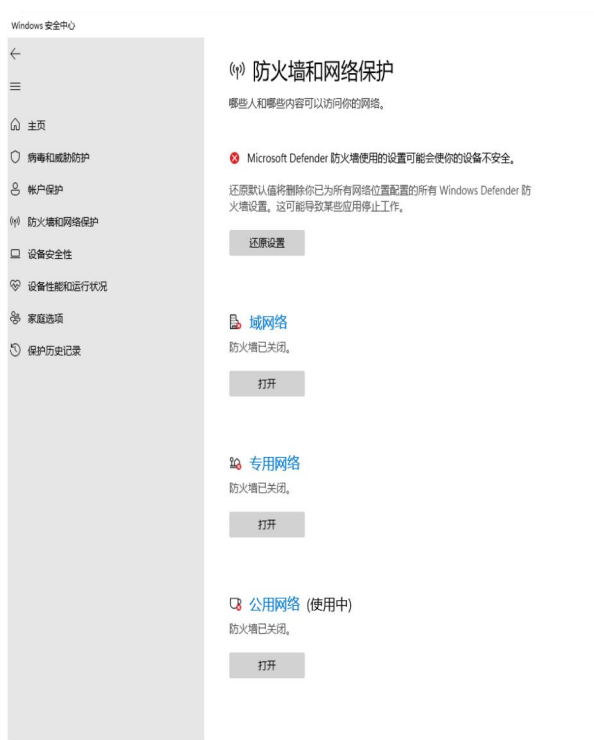 Windows 安全中心
主页
病毒和威胁防护
帐户保护
防火墙和网络保护
设备安全性
设备性能和运行状况
家庭选项
保护历史记录
防火墙和网络保护
哪些人和哪些内容可以访问你的网络。
Microsoft Defender 防火墙使用的设置可能会使你的设备不安全。
还原默认值将删除你已为所有网络位置配置的所有 Windows Defender 防
火墙设置。这可能导致某些应用停止工作。
还原设置
域网络
防火墙已关闭。
打开
专用网络
防火墙已关闭。
打开
公用网络 (使用中)
防火墙已关闭。
打开